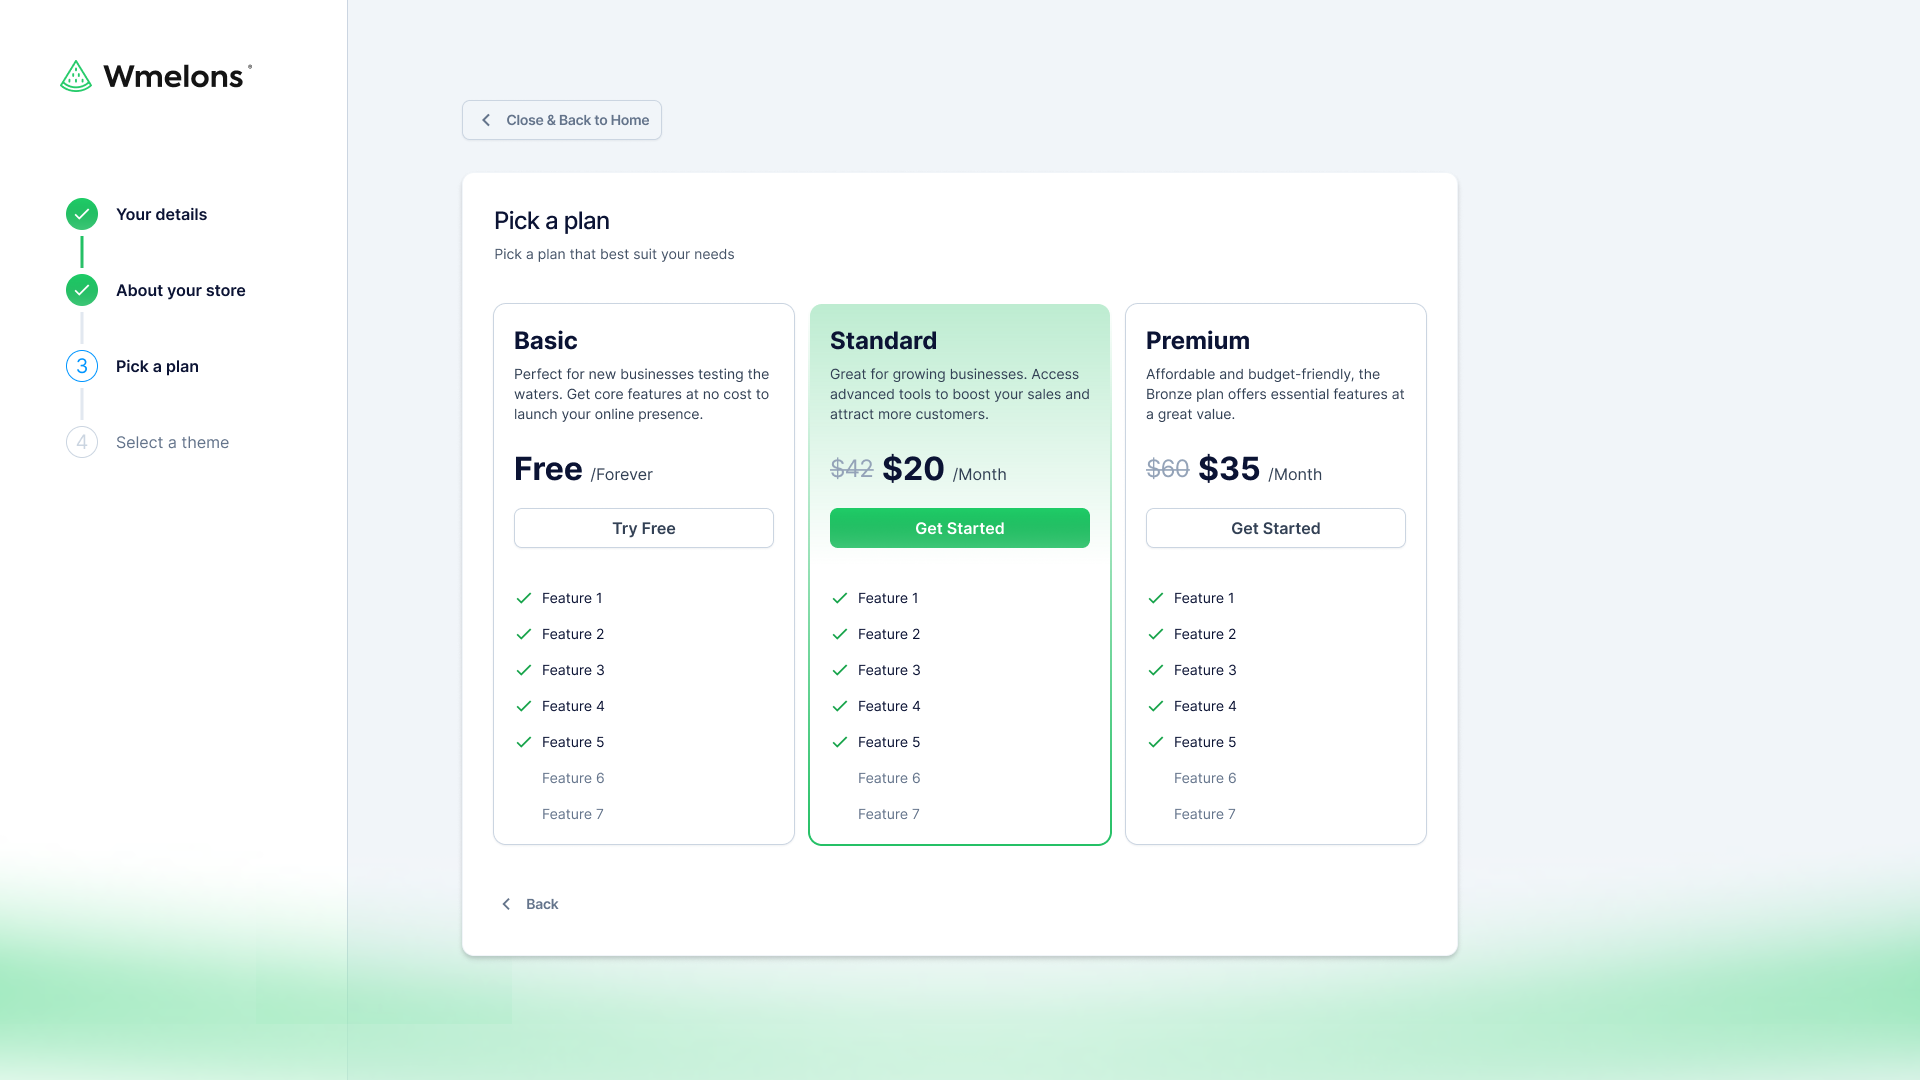 Wmelons
Your details
About your store
3 Pick a plan
4 Select a theme
Close & Back to Home
Pick a plan
Pick a plan that best suit your needs
Basic
Perfect for new businesses testing the
waters. Get core features at no cost to
launch your online presence.
Free /Forever
Try Free
Feature 1
Feature 2
Feature 3
Feature 4
Feature 5
Feature 6
Feature 7
Standard
Great for growing businesses. Access
advanced tools to boost your sales and
attract more customers.
$42 $20 /Month
Get Started
Feature 1
Feature 2
Feature 3
Feature 4
Feature 5
Feature 6
Feature 7
Premium
Affordable and budget-friendly, the
Bronze plan offers essential features at
a great value.
$60 $35 /Month
Get Started
Feature 1
Feature 2
Feature 3
Feature 4
Feature 5
Feature 6
Feature 7
Back